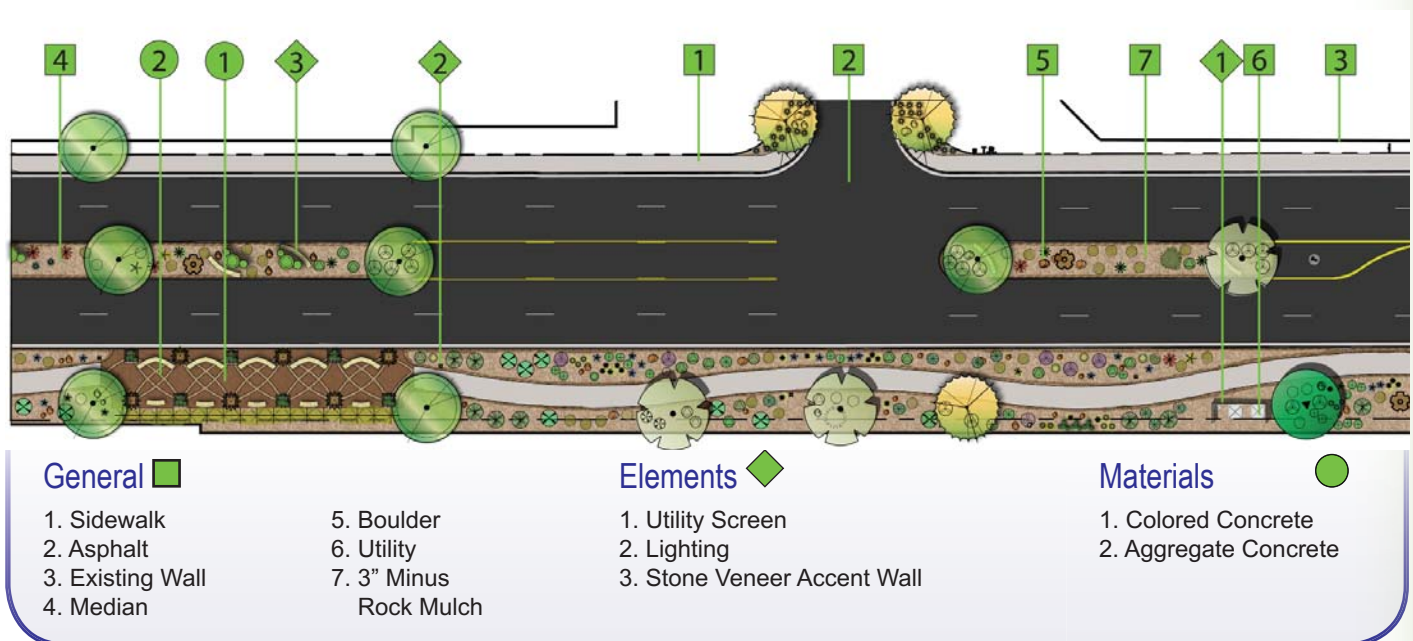 4 2 1 3 2 1 2 5 7 1 6 3
T.R.
General
1. Sidewalk
2. Asphalt
3. Existing Wall
4. Median
5. Boulder
6. Utility
7. 3” Minus
Rock Mulch
Elements
1. Utility Screen
2. Lighting
3. Stone Veneer Accent Wall
Materials
1. Colored Concrete
2. Aggregate Concrete